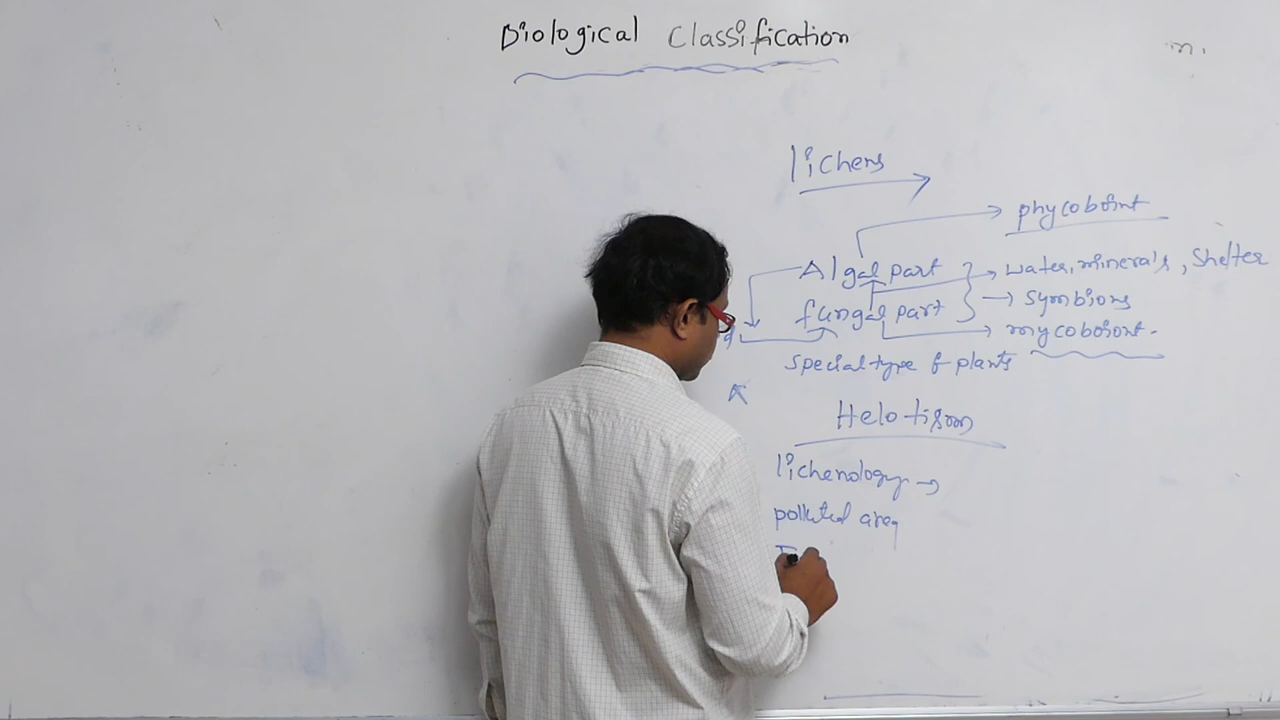 Biological Classification
lichens
phycobiont
Algal part
water, minerals, Shelter
fungal part
symbions
mycoboiont.
special type of plants
Helotism
lichenology
polluted area